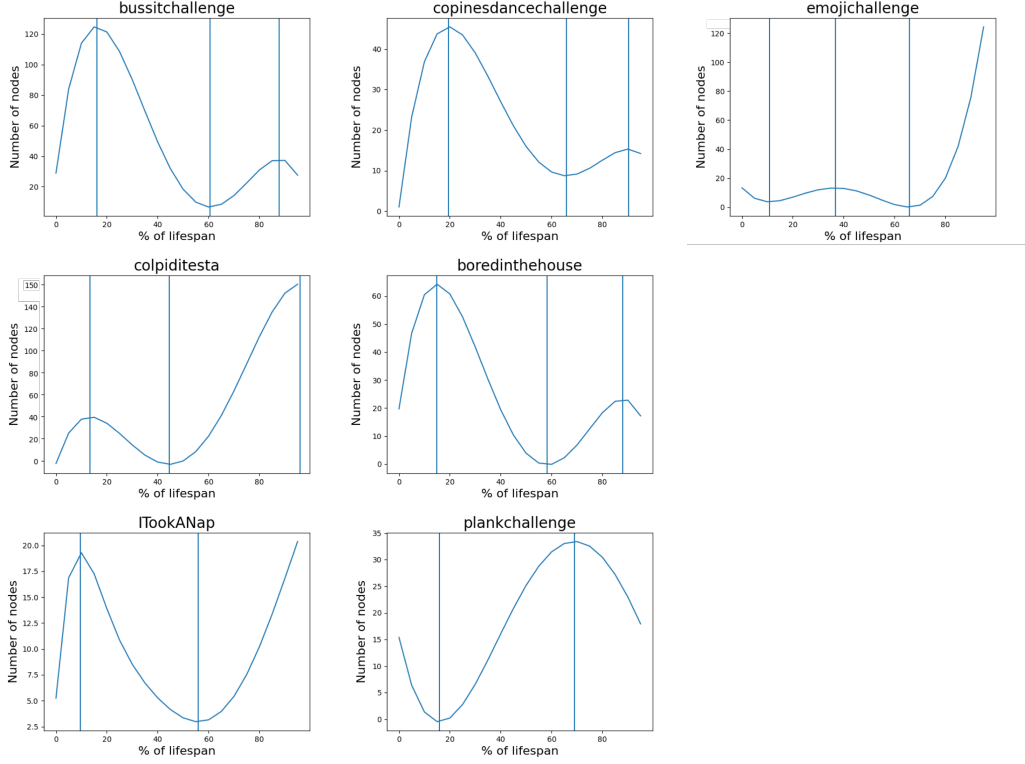 bussitchallenge
120
100
80
60
40
20
Number of nodes
0 20 40 60 80
% of lifespan
copinesdancechallenge
40
30
20
10
0
Number of nodes
0 20 40 60 80
% of lifespan
emojichallenge
120
100
80
60
40
20
0
Number of nodes
0 20 40 60 80
% of lifespan
colpiditesta
150
140
120
100
80
60
40
20
0
Number of nodes
0 20 40 60 80
% of lifespan
boredinthehouse
60
50
40
30
20
10
0
Number of nodes
0 20 40 60 80
% of lifespan
ITookANap
20.0
17.5
15.0
12.5
10.0
7.5
5.0
2.5
Number of nodes
0 20 40 60 80
% of lifespan
plankchallenge
35
30
25
20
15
10
5
0
Number of nodes
0 20 40 60 80
% of lifespan